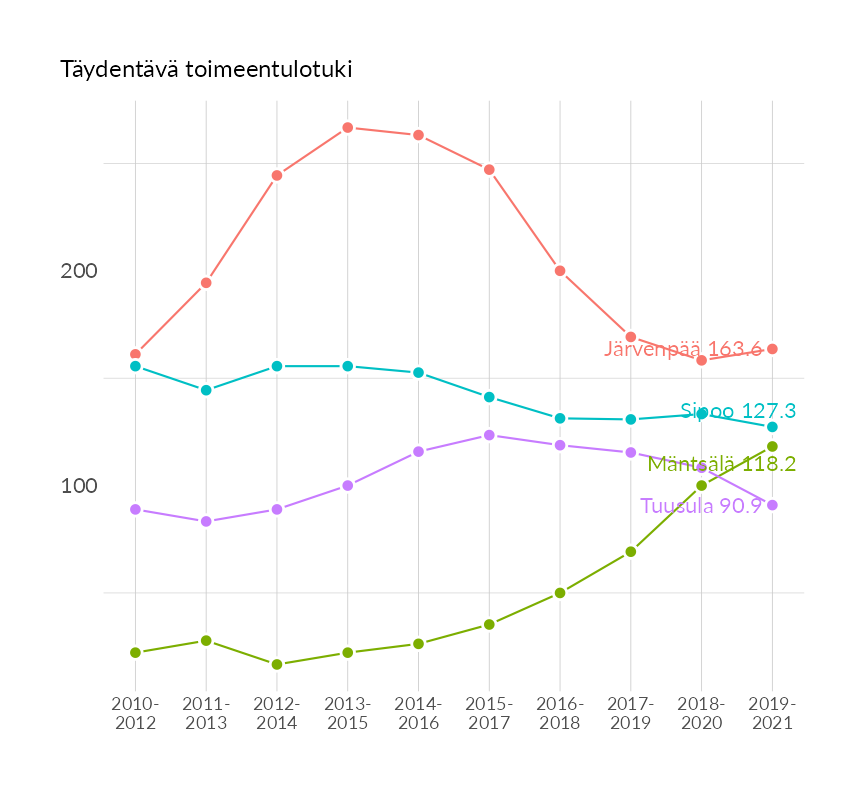 Täydentävä toimeentulotuki
200
100
Järvenpää 163.6
Sipoo 127.3
Mäntsälä 118.2
Tuusula 90.9
2010- 2011- 2012- 2013- 2014- 2015- 2016- 2017- 2018- 2019-
2012 2013 2014 2015 2016 2017 2018 2019 2020 2021